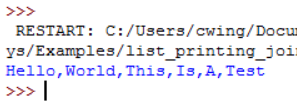 >>>
RESTART: C:/Users/cwing/Docu
ys/Examples/list_printing_joi
Hello,World,This,Is,A,Test
>>>